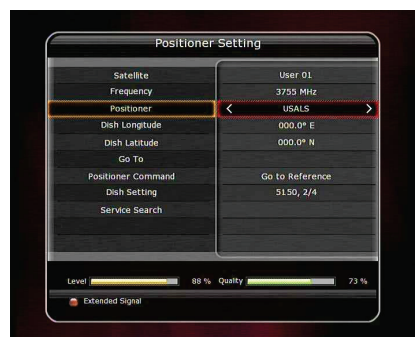 Positioner Setting
Satellite User 01
Frequency 3755 MHz
Positioner USALS
Dish Longitude 000.0° E
Dish Latitude 000.0° N
Go To
Positioner Command Go to Reference
Dish Setting 5150, 2/4
Service Search
Level 88 % Quality 73 %
Extended Signal